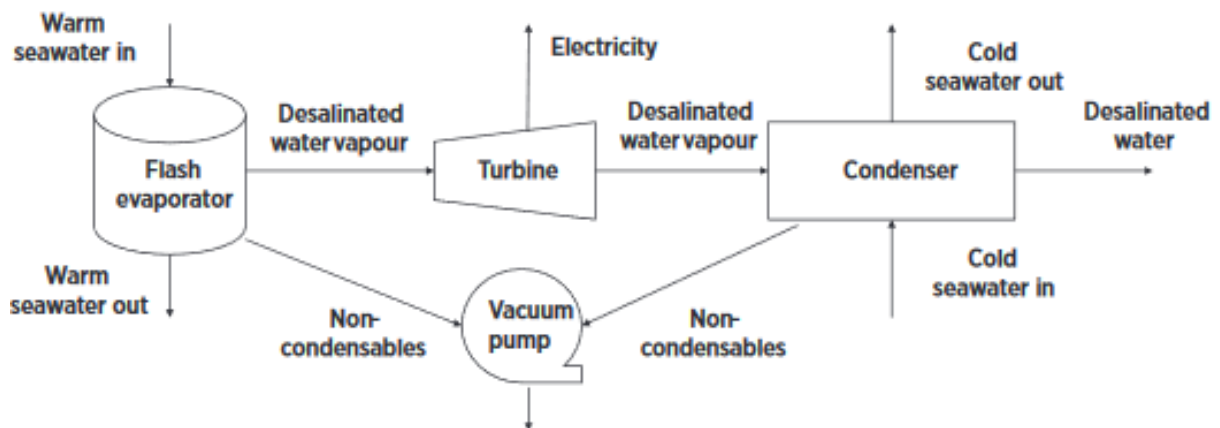 Warm
seawater in
Electricity
Cold
seawater out
Desalinated
water vapour
Desalinated
water vapour
Desalinated
water
Flash
evaporator
Turbine
Condenser
Warm
seawater out
Cold
seawater in
Non-
condensables
Vacuum
pump
Non-
condensables